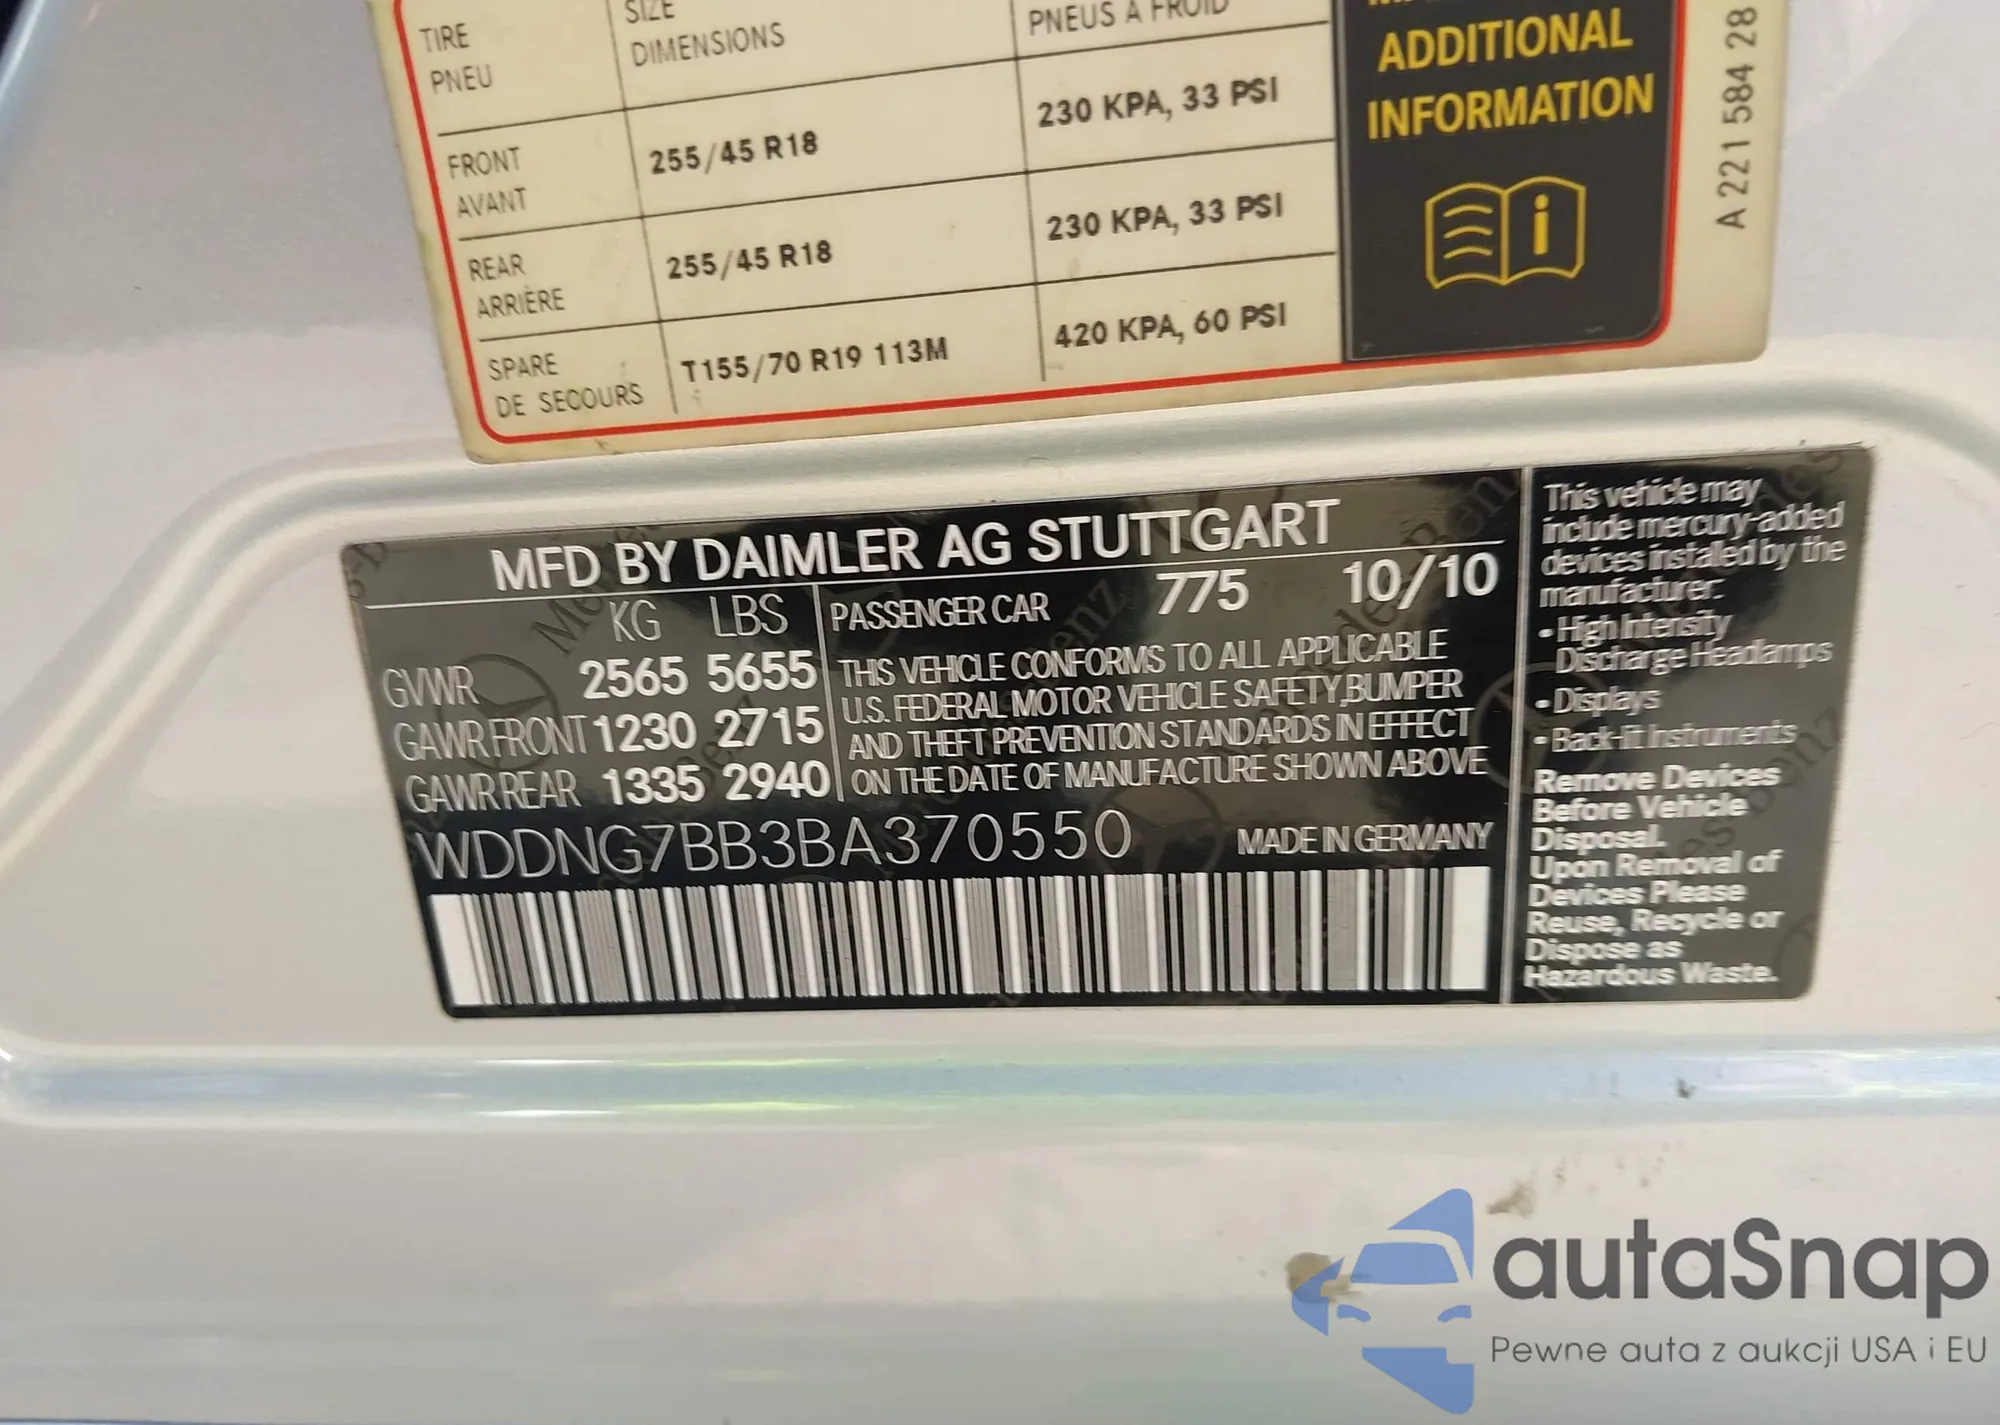 SIZE
TIRE
PNEU
DIMENSIONS
PNEUS À FROID
FRONT
AVANT
255/45 R18
230 KPA, 33 PSI
REAR
ARRIÈRE
255/45 R18
230 KPA, 33 PSI
SPARE
DE SECOURS
T155/70 R19 113M
420 KPA, 60 PSI
ADDITIONAL
INFORMATION
i
A 221 584 28
MFD BY DAIMLER AG STUTTGART
KG LBS
PASSENGER CAR 775 10/10
GVWR 2565 5655
GAWR FRONT 1230 2715
GAWR REAR 1335 2940
THIS VEHICLE CONFORMS TO ALL APPLICABLE
U.S. FEDERAL MOTOR VEHICLE SAFETY,BUMPER
AND THEFT PREVENTION STANDARDS IN EFFECT
ON THE DATE OF MANUFACTURE SHOWN ABOVE
WDDNG7BB3BA370550
MADE IN GERMANY
This vehicle may
include mercury-added
devices installed by the
manufacturer:
• High Intensity
Discharge Headlamps
• Displays
• Back-lit Instruments
Remove Devices
Before Vehicle
Disposal.
Upon Removal of
Devices Please
Reuse, Recycle or
Dispose as
Hazardous Waste.
autaSnap
Pewne auta z aukcji USA i EU